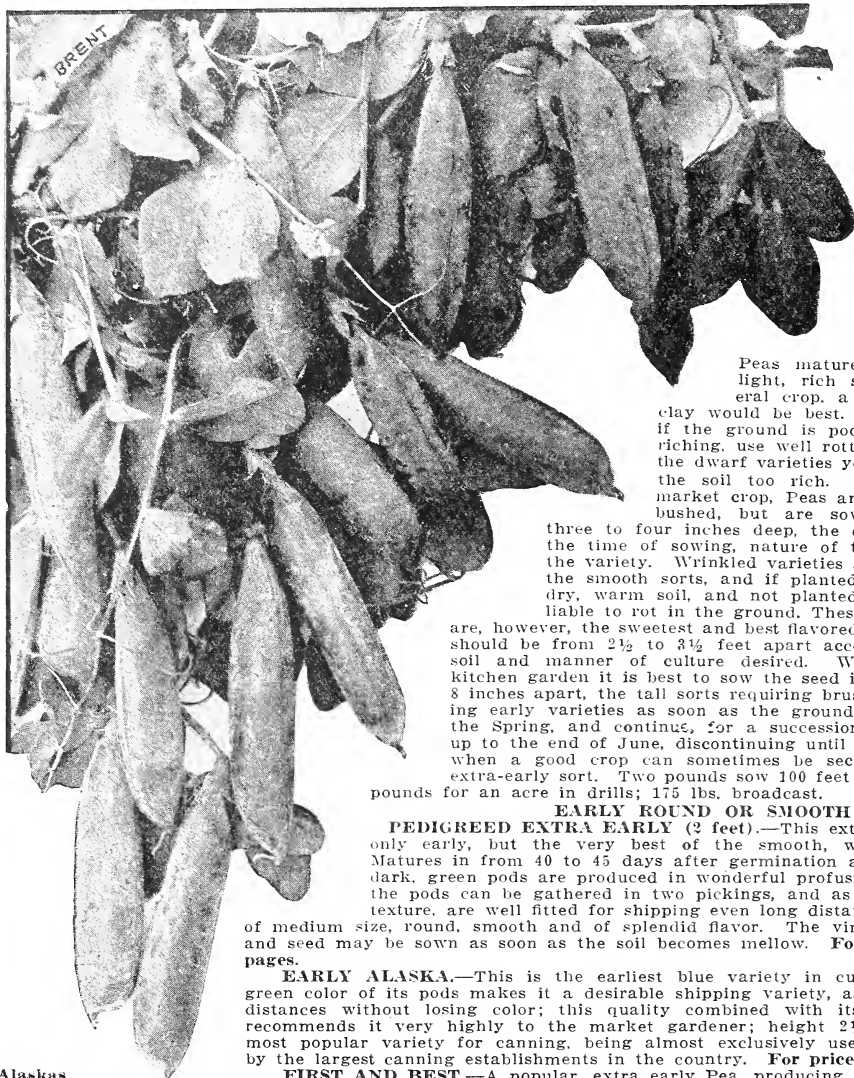 BRENT
Peas mature
light, rich s
eral crop, a
clay would be best.
if the ground is poo
riching, use well rott
the dwarf varieties y
the soil too rich.
market crop, Peas ar
bushed, but are sov
three to four inches deep, the
the time of sowing, nature of
the variety. Wrinkled varieties
the smooth sorts, and if planted
dry, warm soil, and not planted
liable to rot in the ground. These
are, however, the sweetest and best flavored
should be from 2½ to 3½ feet apart acc
soil and manner of culture desired. W
kitchen garden it is best to sow the seed i
8 inches apart, the tall sorts requiring brus
ing early varieties as soon as the ground
the Spring, and continue, for a succession
up to the end of June, discontinuing until
when a good crop can sometimes be sec
extra-early sort. Two pounds sow 100 feet
pounds for an acre in drills; 175 lbs. broadcast.
EARLY ROUND OR SMOOTH
PEDIGREED EXTRA EARLY (2 feet).—This ext
only early, but the very best of the smooth, w
Matures in from 40 to 45 days after germination a
dark, green pods are produced in wonderful profus
the pods can be gathered in two pickings, and as
texture, are well fitted for shipping even long dista
of medium size, round, smooth and of splendid flavor. The vin
and seed may be sown as soon as the soil becomes mellow. Fo
pages.
EARLY ALASKA.—This is the earliest blue variety in cu
green color of its pods makes it a desirable shipping variety, a
distances without losing color; this quality combined with its
recommends it very highly to the market gardener; height 2
most popular variety for canning, being almost exclusively use
by the largest canning establishments in the country. For price
Alaskas
FIRST AND BEST.—A popular, extra early Pea, producing